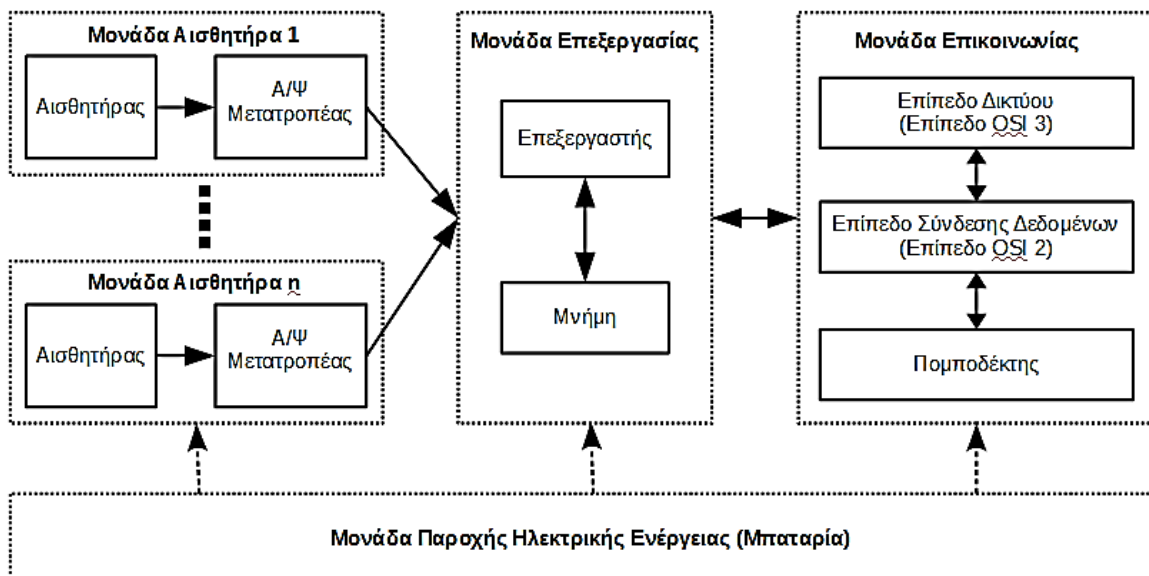 Μονάδα Αισθητήρα 1
Αισθητήρας
Α/Ψ
Μετατροπέας
Μονάδα Αισθητήρα n
Αισθητήρας
Α/Ψ
Μετατροπέας
Μονάδα Επεξεργασίας
Επεξεργαστής
Μνήμη
Μονάδα Επικοινωνίας
Επίπεδο Δικτύου
(Επίπεδο OSI 3)
Επίπεδο Σύνδεσης Δεδομένων
(Επίπεδο OSI 2)
Πομποδέκτης
Μονάδα Παροχής Ηλεκτρικής Ενέργειας (Μπαταρία)